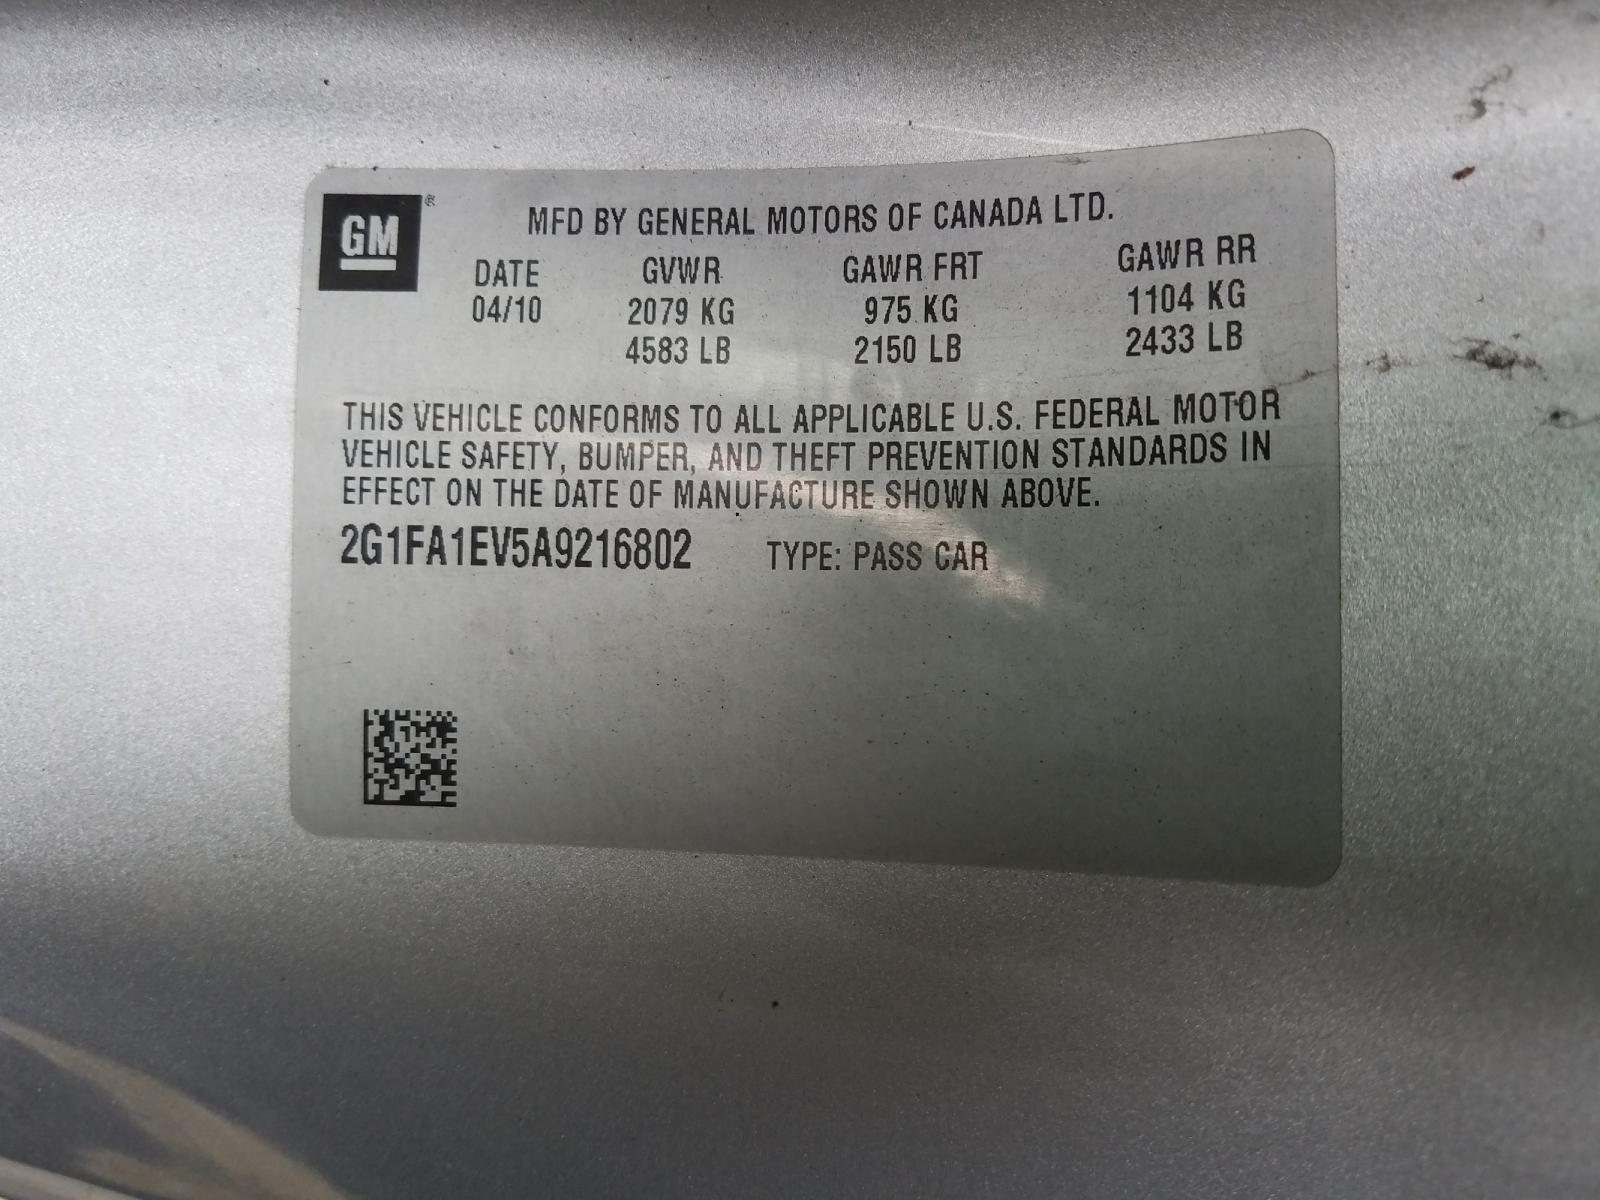 GM ®
MFD BY GENERAL MOTORS OF CANADA LTD.
DATE GVWR GAWR FRT GAWR RR
04/10 2079 KG 975 KG 1104 KG
4583 LB 2150 LB 2433 LB
THIS VEHICLE CONFORMS TO ALL APPLICABLE U.S. FEDERAL MOTOR
VEHICLE SAFETY, BUMPER, AND THEFT PREVENTION STANDARDS IN
EFFECT ON THE DATE OF MANUFACTURE SHOWN ABOVE.
2G1FA1EV5A9216802 TYPE: PASS CAR